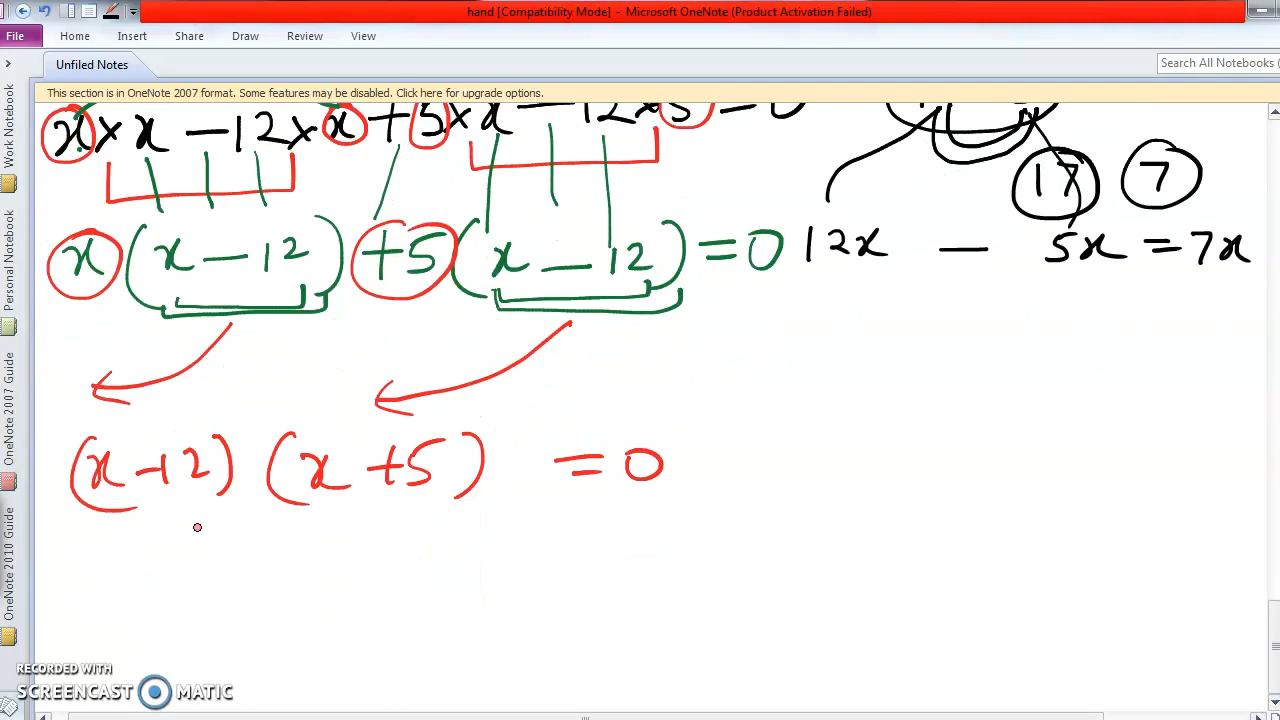 hand [Compatibility Mode] - Microsoft OneNote (Product Activation Failed)
File Home Insert Share Draw Review View
Unfiled Notes
Search All Notebooks (
This section is in OneNote 2007 format. Some features may be disabled. Click here for upgrade options.
Work Notebook
Personal Notebook
OneNote 2007 Guide
OneNote 2010 Guide
x × x − 12 × x + 5 × x − 12 × 5 = 0
17 7
x (x − 12) + 5 (x − 12) = 0
12x − 5x = 7x
(x − 12) (x + 5) = 0
RECORDED WITH
SCREENCAST MATIC